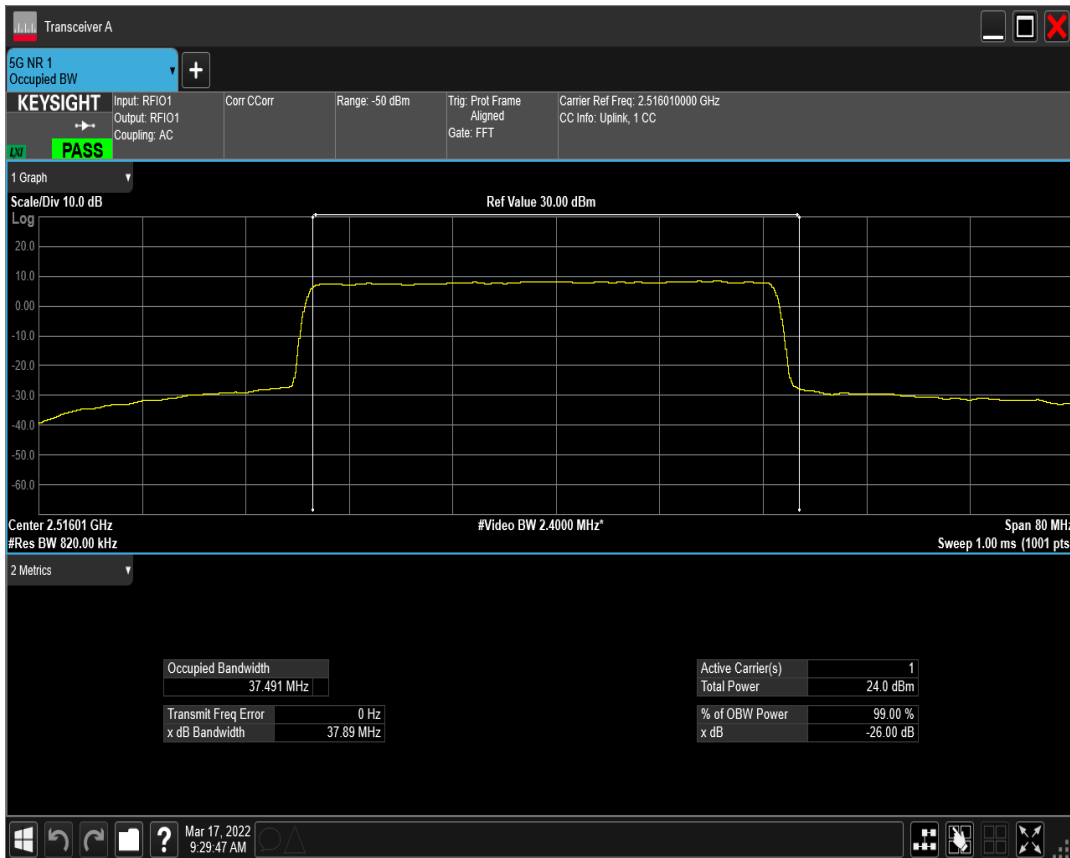 Transceiver A
5G NR 1
Occupied BW
KEYSIGHT
LXI
PASS
Input: RFIO1
Output: RFIO1
Coupling: AC
Corr CCorr
Range: -50 dBm
Trig: Prot Frame
Aligned
Gate: FFT
Carrier Ref Freq: 2.516010000 GHz
CC Info: Uplink, 1 CC
1 Graph
Scale/Div 10.0 dB
Ref Value 30.00 dBm
Log
20.0
10.0
0.00
-10.0
-20.0
-30.0
-40.0
-50.0
-60.0
Center 2.51601 GHz
#Video BW 2.4000 MHz*
Span 80 MHz
#Res BW 820.00 kHz
Sweep 1.00 ms (1001 pts
2 Metrics
Occupied Bandwidth
37.491 MHz
Transmit Freq Error 0 Hz
x dB Bandwidth 37.89 MHz
Active Carrier(s) 1
Total Power 24.0 dBm
% of OBW Power 99.00 %
x dB -26.00 dB
Mar 17, 2022
9:29:47 AM